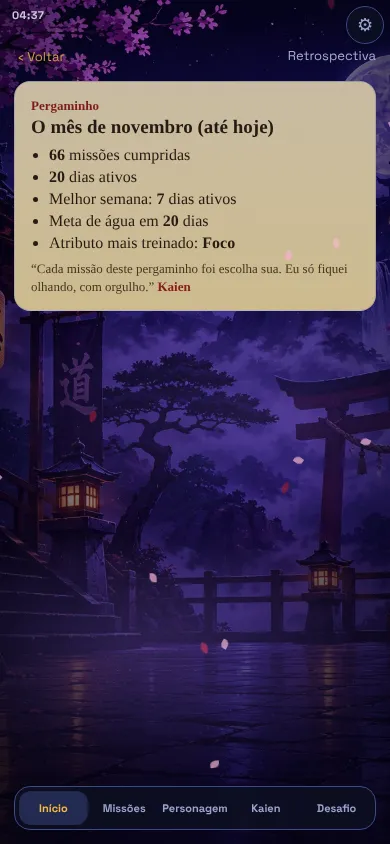 04:37
⚙
‹ Voltar
Retrospectiva
Pergaminho
O mês de novembro (até hoje)
• 66 missões cumpridas
• 20 dias ativos
• Melhor semana: 7 dias ativos
• Meta de água em 20 dias
• Atributo mais treinado: Foco
“Cada missão deste pergaminho foi escolha sua. Eu só fiquei
olhando, com orgulho.” Kaien
道
Início
Missões
Personagem
Kaien
Desafio